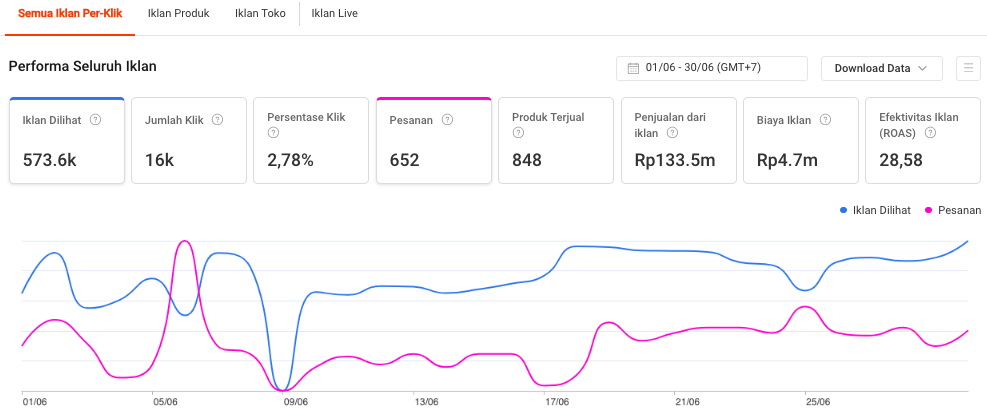 Semua Iklan Per-Klik Iklan Produk Iklan Toko Iklan Live
Performa Seluruh Iklan 01/06 - 30/06 (GMT+7) Download Data
Iklan Dilihat ?
573.6k
Jumlah Klik ?
16k
Persentase Klik
?
2,78%
Pesanan ?
652
Produk Terjual
?
848
Penjualan dari
iklan ?
Rp133.5m
Biaya Iklan ?
Rp4.7m
Efektivitas Iklan
(ROAS) ?
28,58
Iklan Dilihat Pesanan
01/06 05/06 09/06 13/06 17/06 21/06 25/06